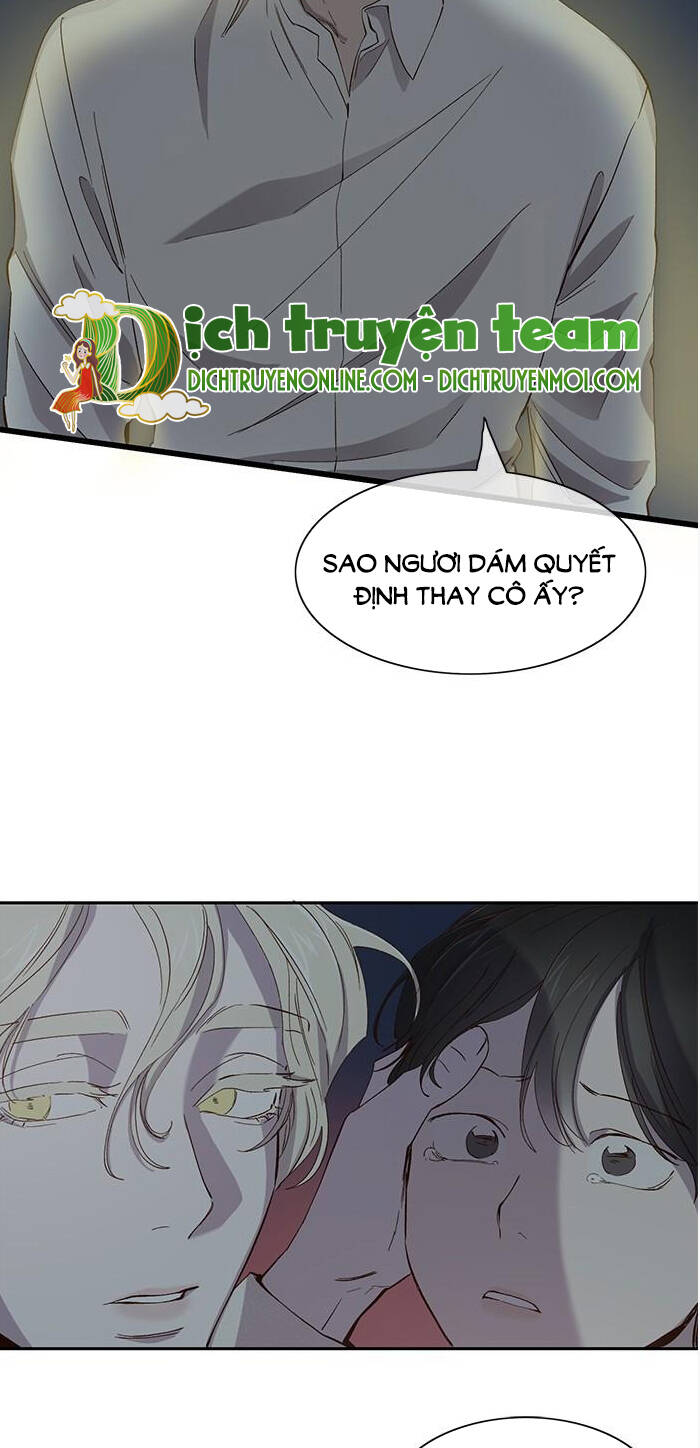 Dịch truyện team
DICHTRUYENONLINE.COM - DICHTRUYENMOI.COM
SAO NGƯƠI DÁM QUYẾT
ĐỊNH THAY CÔ ẤY?